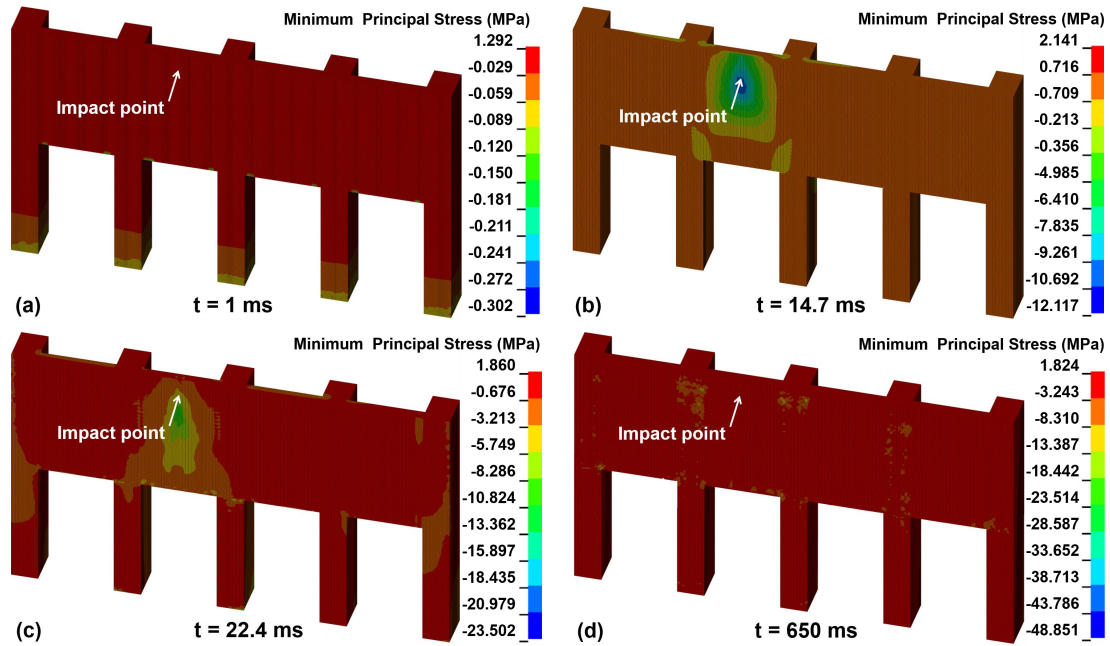 Minimum Principal Stress (MPa)
1.292
-0.029
-0.059
-0.089
-0.120
-0.150
-0.181
-0.211
-0.241
-0.272
-0.302
Impact point
(a)
t = 1 ms
Minimum Principal Stress (MPa)
2.141
0.716
-0.709
-0.213
-0.356
-4.985
-6.410
-7.835
-9.261
-10.692
-12.117
Impact point
(b)
t = 14.7 ms
Minimum Principal Stress (MPa)
1.860
-0.676
-3.213
-5.749
-8.286
-10.824
-13.362
-15.897
-18.435
-20.979
-23.502
Impact point
(c)
t = 22.4 ms
Minimum Principal Stress (MPa)
1.824
-3.243
-8.310
-13.387
-18.442
-23.514
-28.587
-33.652
-38.713
-43.786
-48.851
Impact point
(d)
t = 650 ms